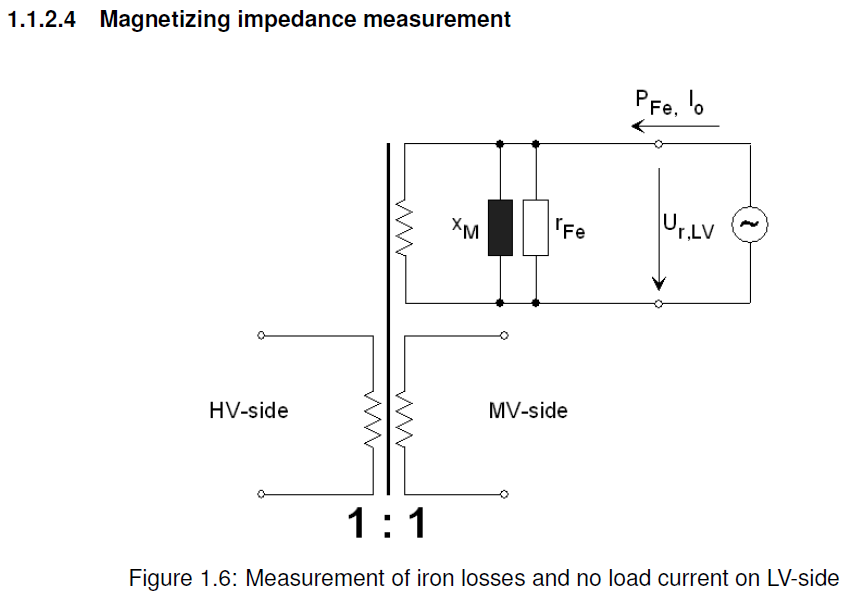 1.1.2.4 Magnetizing impedance measurement
PFe, Io
xM
rFe
Ur,LV
~
HV-side
MV-side
1 : 1
Figure 1.6: Measurement of iron losses and no load current on LV-side